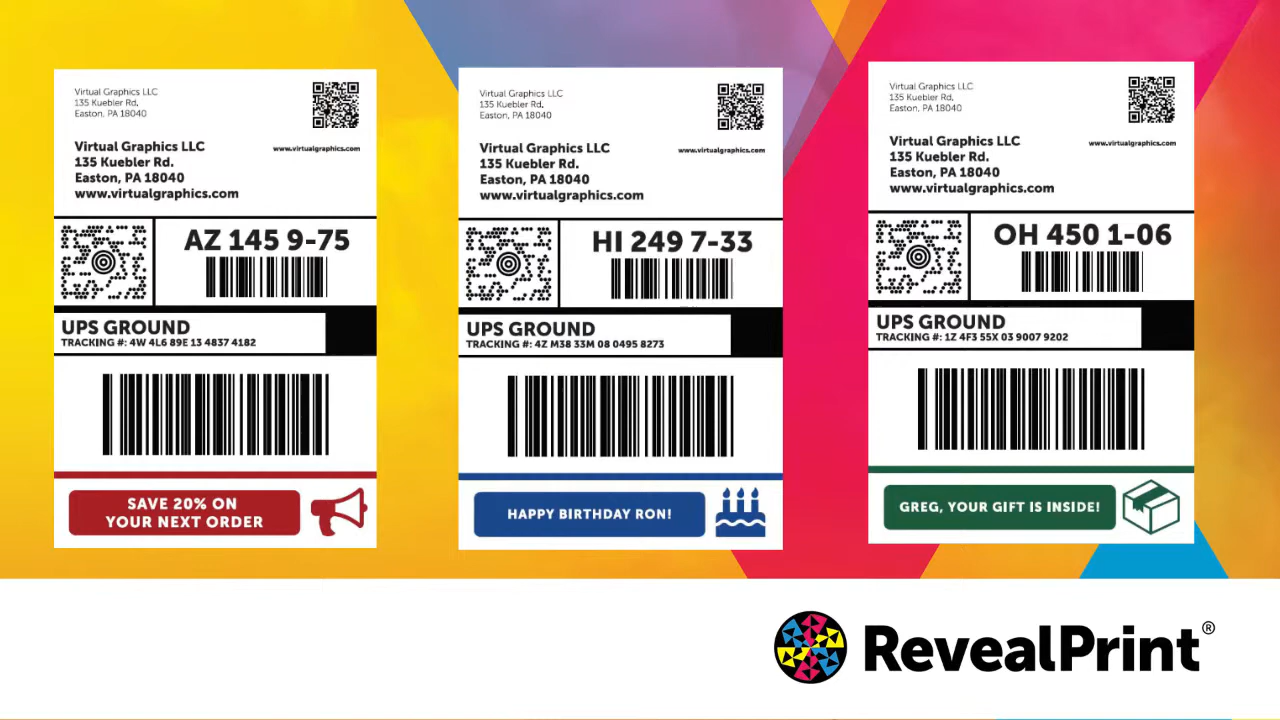 Virtual Graphics LLC
135 Kuebler Rd,
Easton, PA 18040
Virtual Graphics LLC
135 Kuebler Rd.
Easton, PA 18040
www.virtualgraphics.com
www.virtualgraphics.com
AZ 145 9-75
UPS GROUND
TRACKING #: 4W 4L6 89E 13 4837 4182
SAVE 20% ON
YOUR NEXT ORDER
Virtual Graphics LLC
135 Kuebler Rd,
Easton, PA 18040
Virtual Graphics LLC
135 Kuebler Rd.
Easton, PA 18040
www.virtualgraphics.com
www.virtualgraphics.com
HI 249 7-33
UPS GROUND
TRACKING #: 4Z M38 33M 08 0495 8273
HAPPY BIRTHDAY RON!
Virtual Graphics LLC
135 Kuebler Rd,
Easton, PA 18040
Virtual Graphics LLC
135 Kuebler Rd.
Easton, PA 18040
www.virtualgraphics.com
www.virtualgraphics.com
OH 450 1-06
UPS GROUND
TRACKING #: 1Z 4F3 55X 03 9007 9202
GREG, YOUR GIFT IS INSIDE!
RevealPrint®